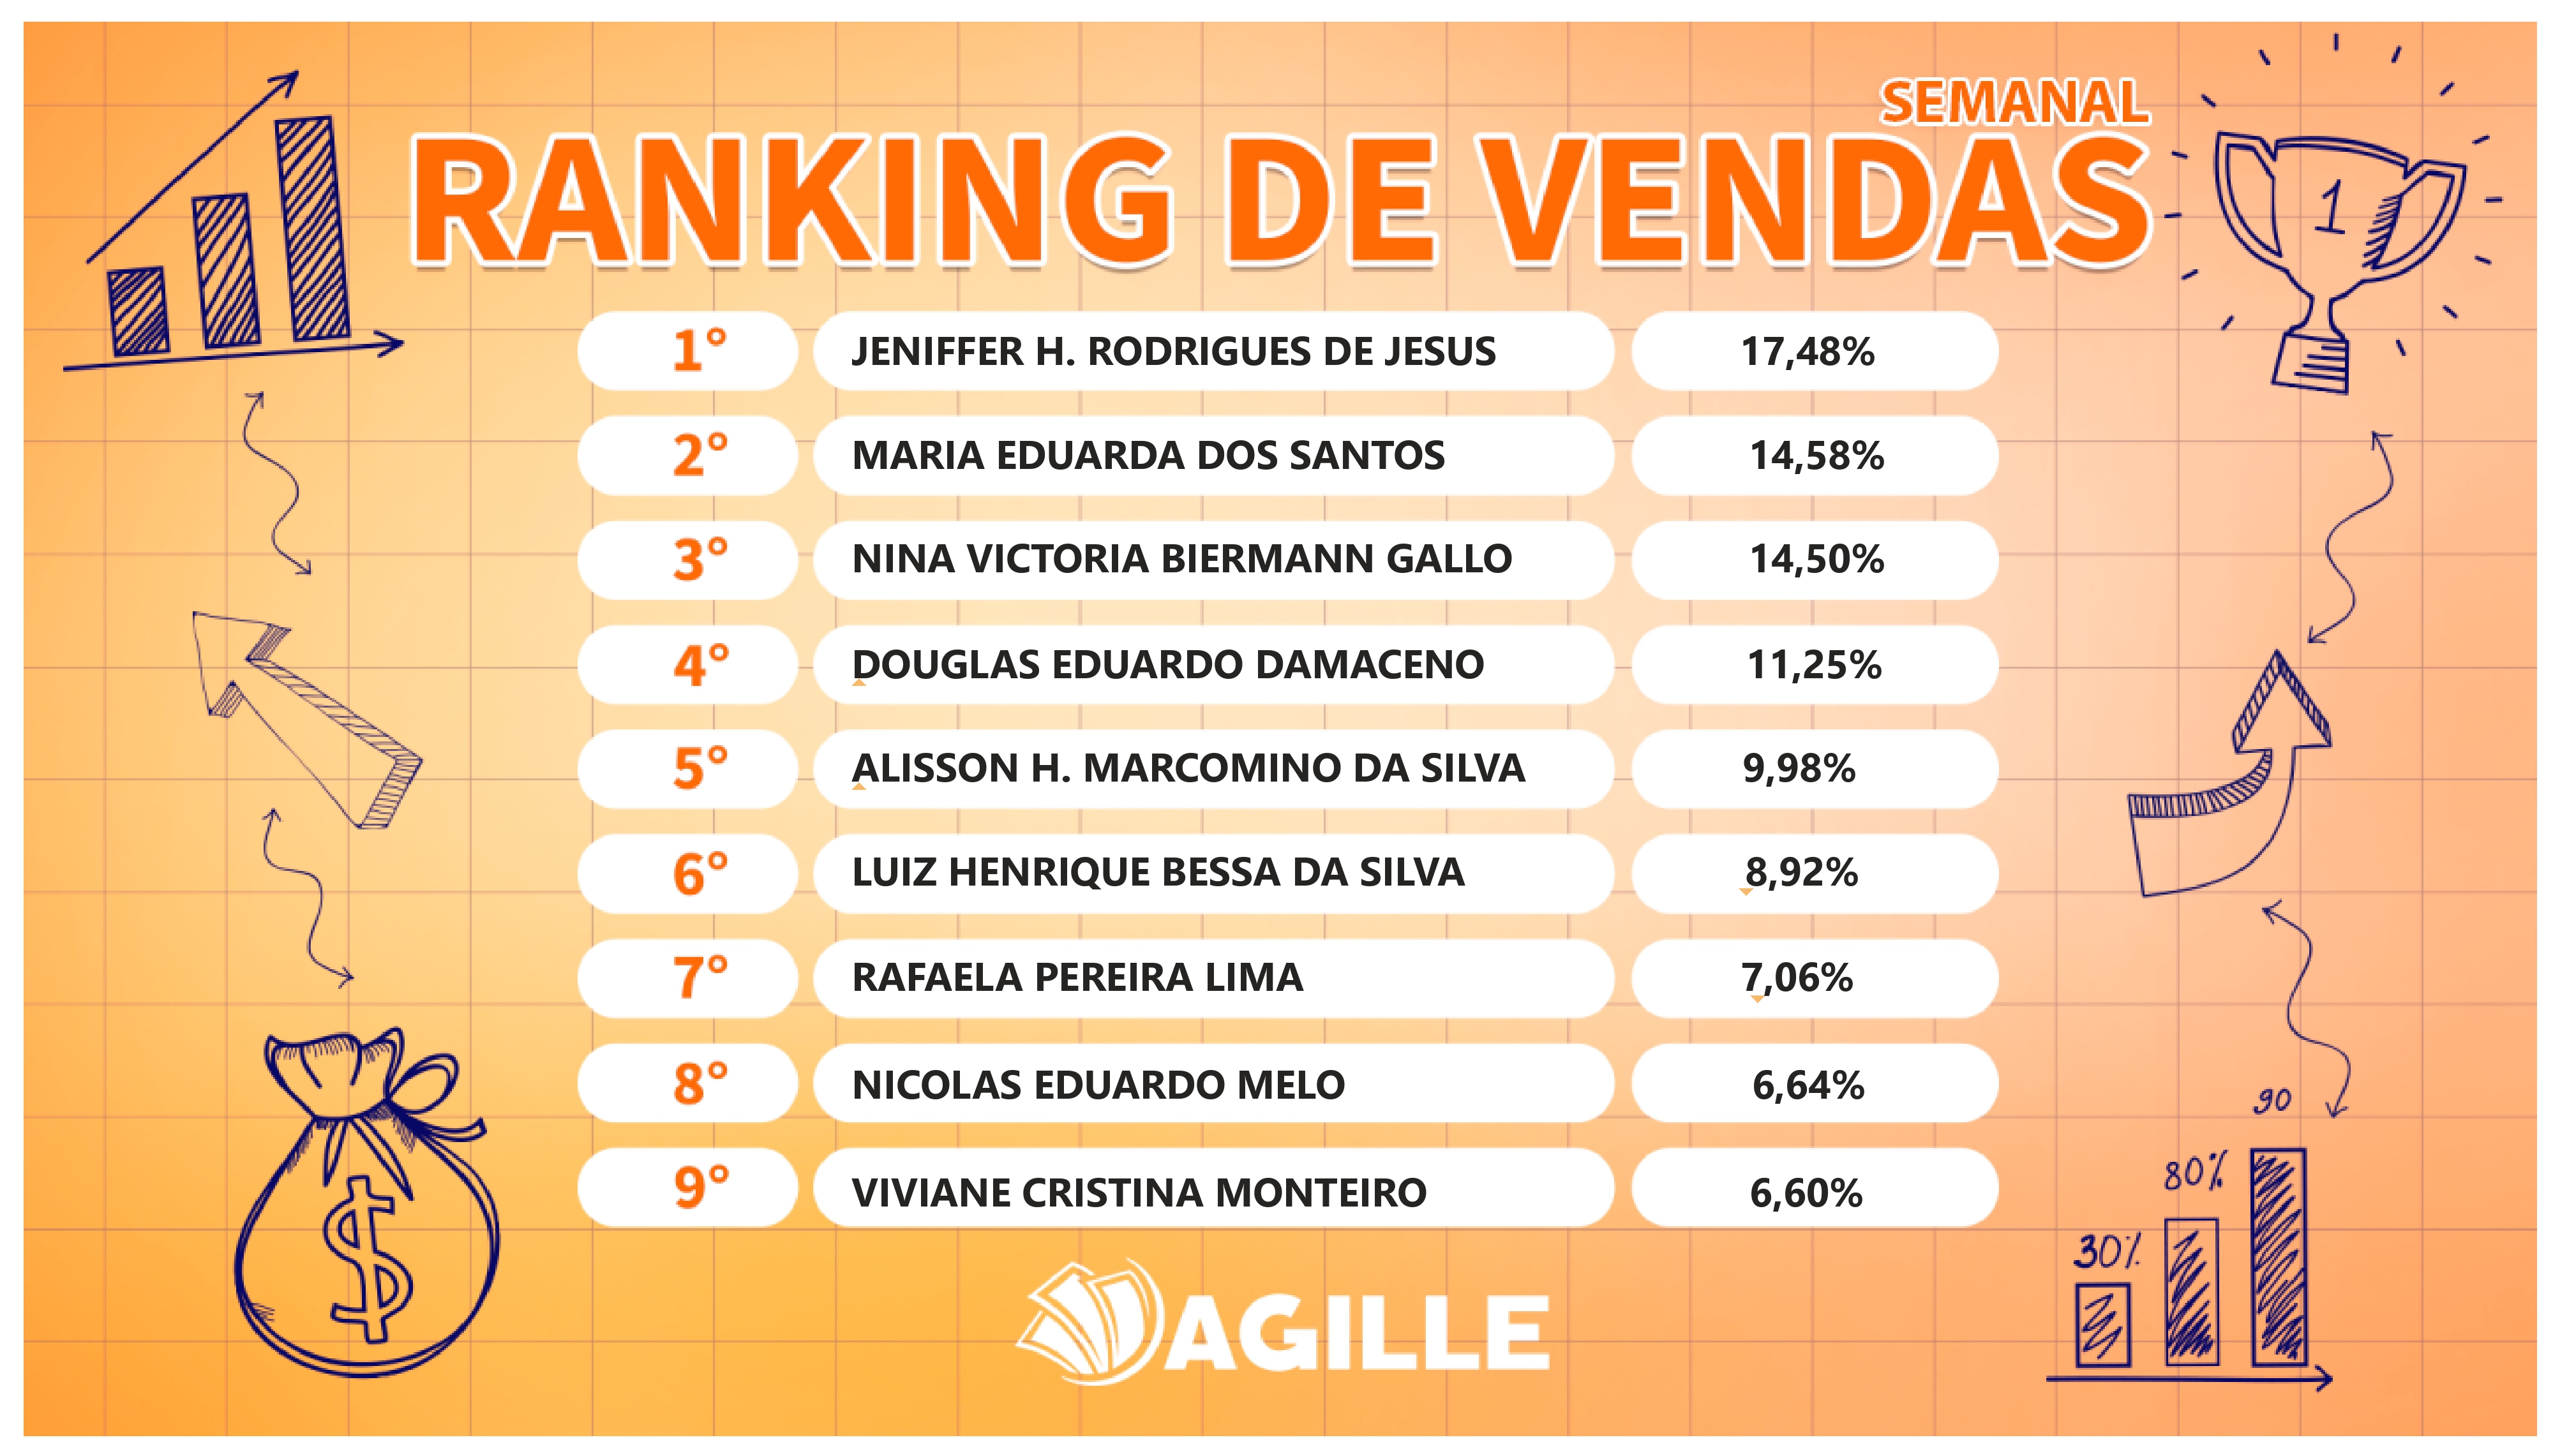 SEMANAL
RANKING DE VENDAS
1
1° JENIFFER H. RODRIGUES DE JESUS 17,48%
2° MARIA EDUARDA DOS SANTOS 14,58%
3° NINA VICTORIA BIERMANN GALLO 14,50%
4° DOUGLAS EDUARDO DAMACENO 11,25%
5° ALISSON H. MARCOMINO DA SILVA 9,98%
6° LUIZ HENRIQUE BESSA DA SILVA 8,92%
7° RAFAELA PEREIRA LIMA 7,06%
8° NICOLAS EDUARDO MELO 6,64%
9° VIVIANE CRISTINA MONTEIRO 6,60%
$
90
80%
30%
AGILLE